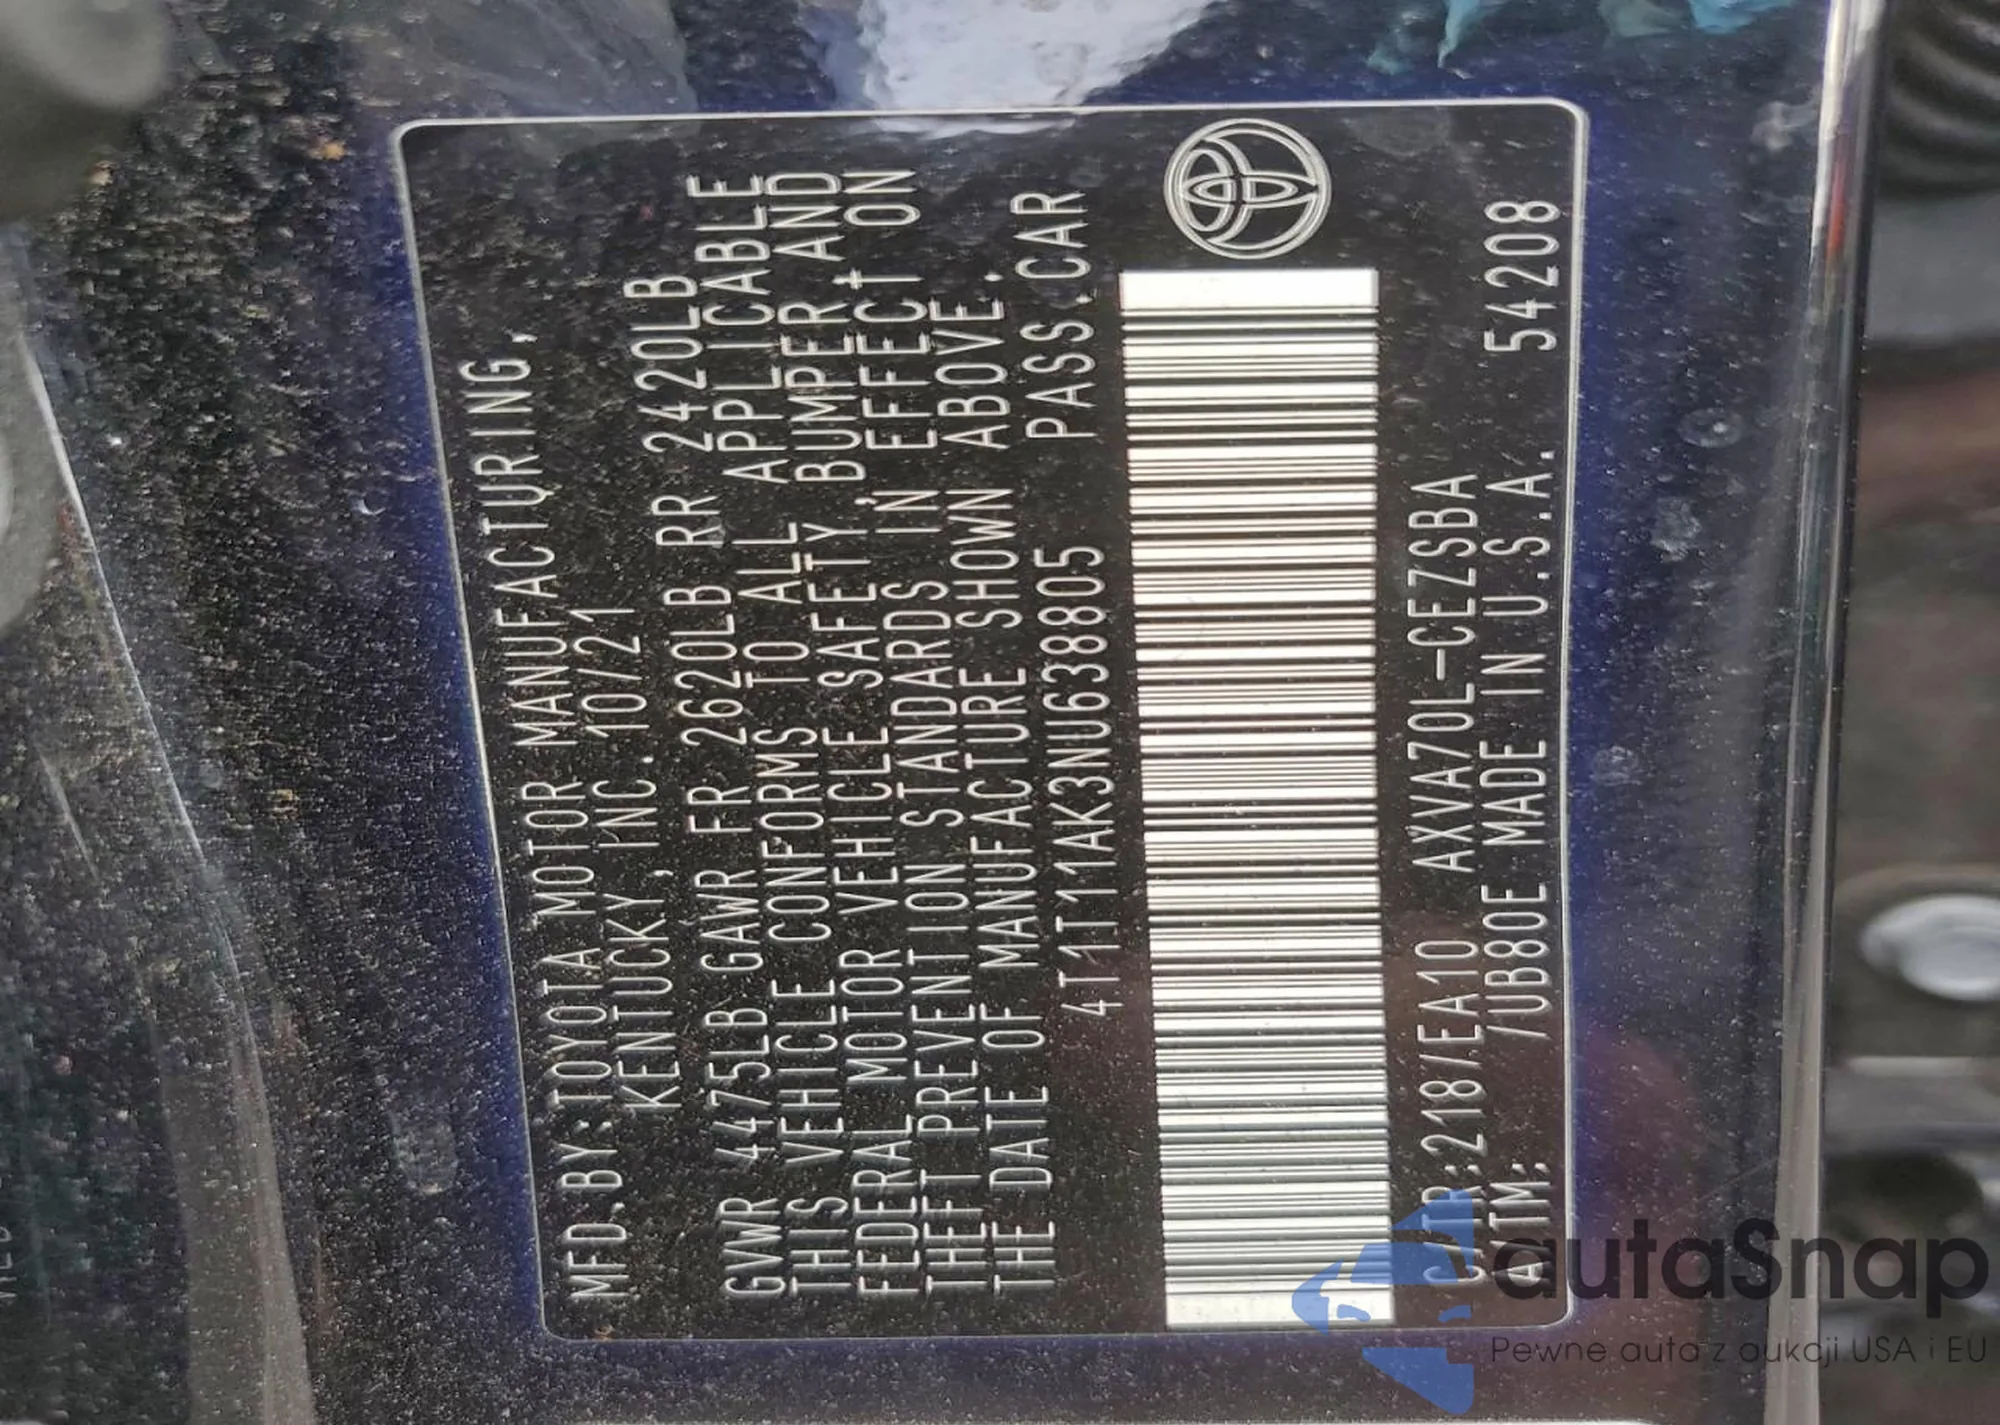 MFD.BY:TOYOTA MOTOR MANUFACTURING,
KENTUCKY, INC. 10/21
GVWR 4475LB GAWR FR 2620LB RR 2420LB
THIS VEHICLE CONFORMS TO ALL APPLICABLE
FEDERAL MOTOR VEHICLE SAFETY, BUMPER AND
THEFT PREVENTION STANDARDS IN EFFECT ON
THE DATE OF MANUFACTURE SHOWN ABOVE.
4T1T11AK3NU638805 PASS.CAR
C/TR:218/EA10 AXVA70L-CEZSBA
A/TM: /UB80E MADE IN U.S.A. 54208
autaSnap
Pewne auta z aukcji USA i EU